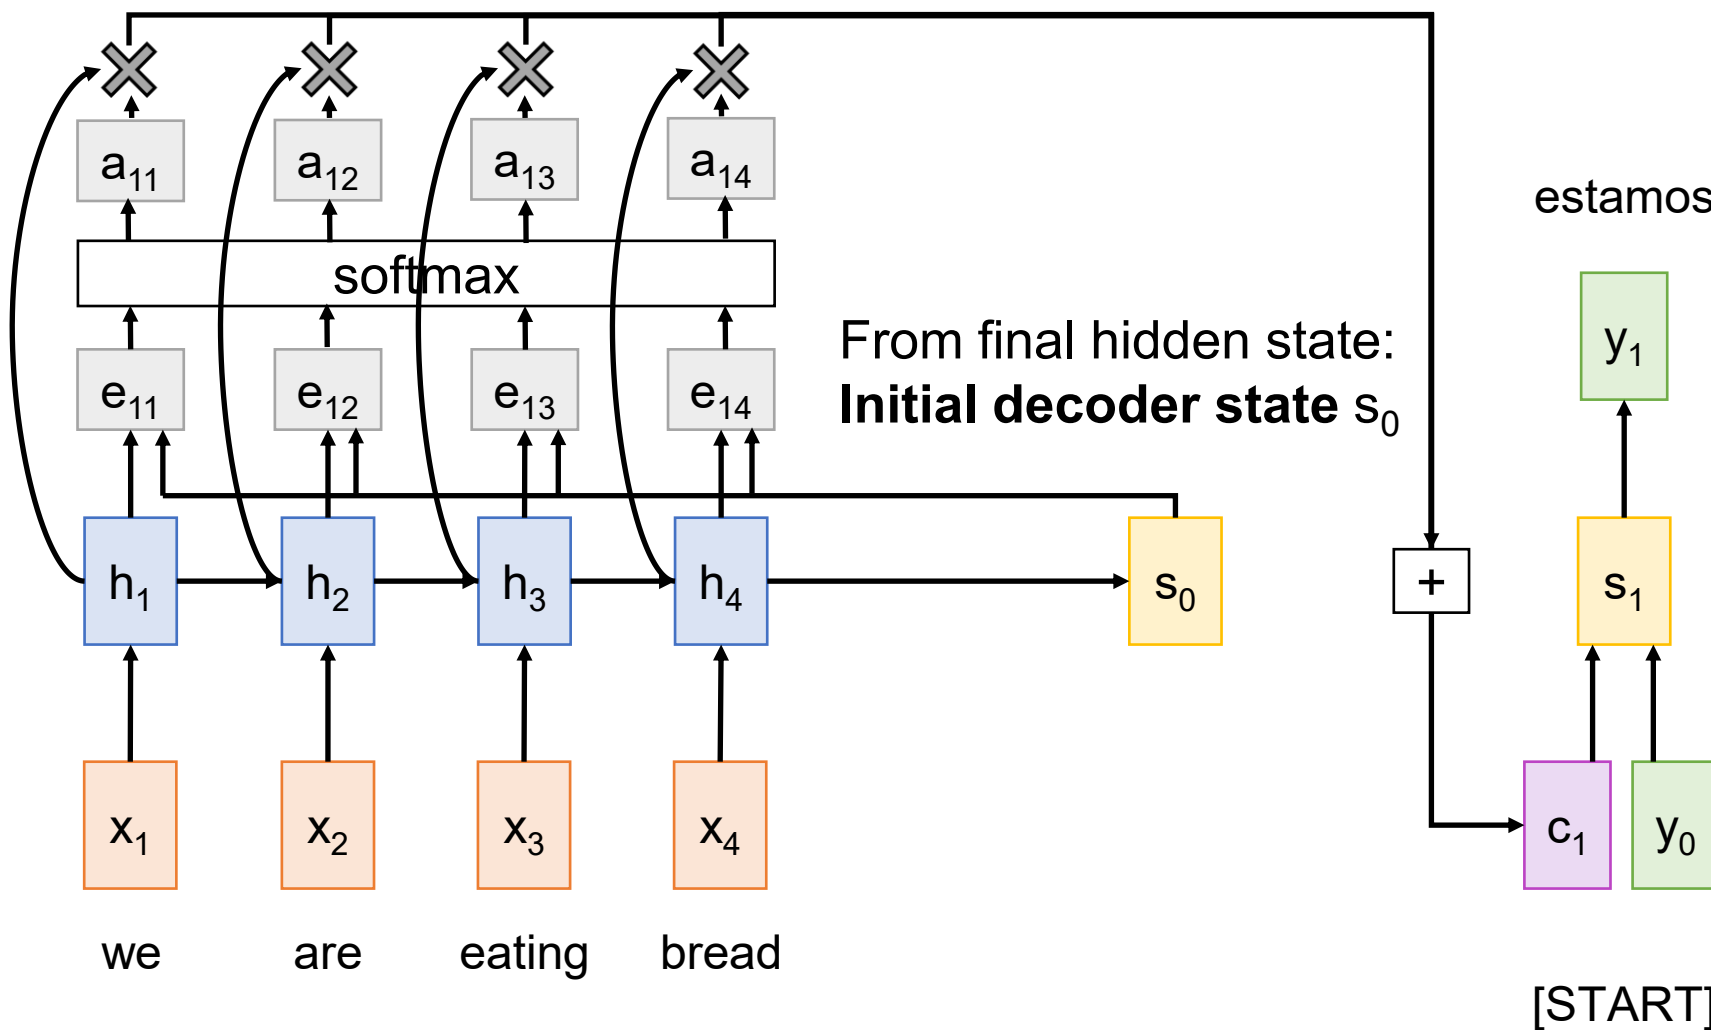 a₁₁ a₁₂ a₁₃ a₁₄
estamos
softmax
From final hidden state:
Initial decoder state s₀
y₁
e₁₁ e₁₂ e₁₃ e₁₄
h₁ h₂ h₃ h₄ s₀ + s₁
x₁ x₂ x₃ x₄ c₁ y₀
we are eating bread
[START]